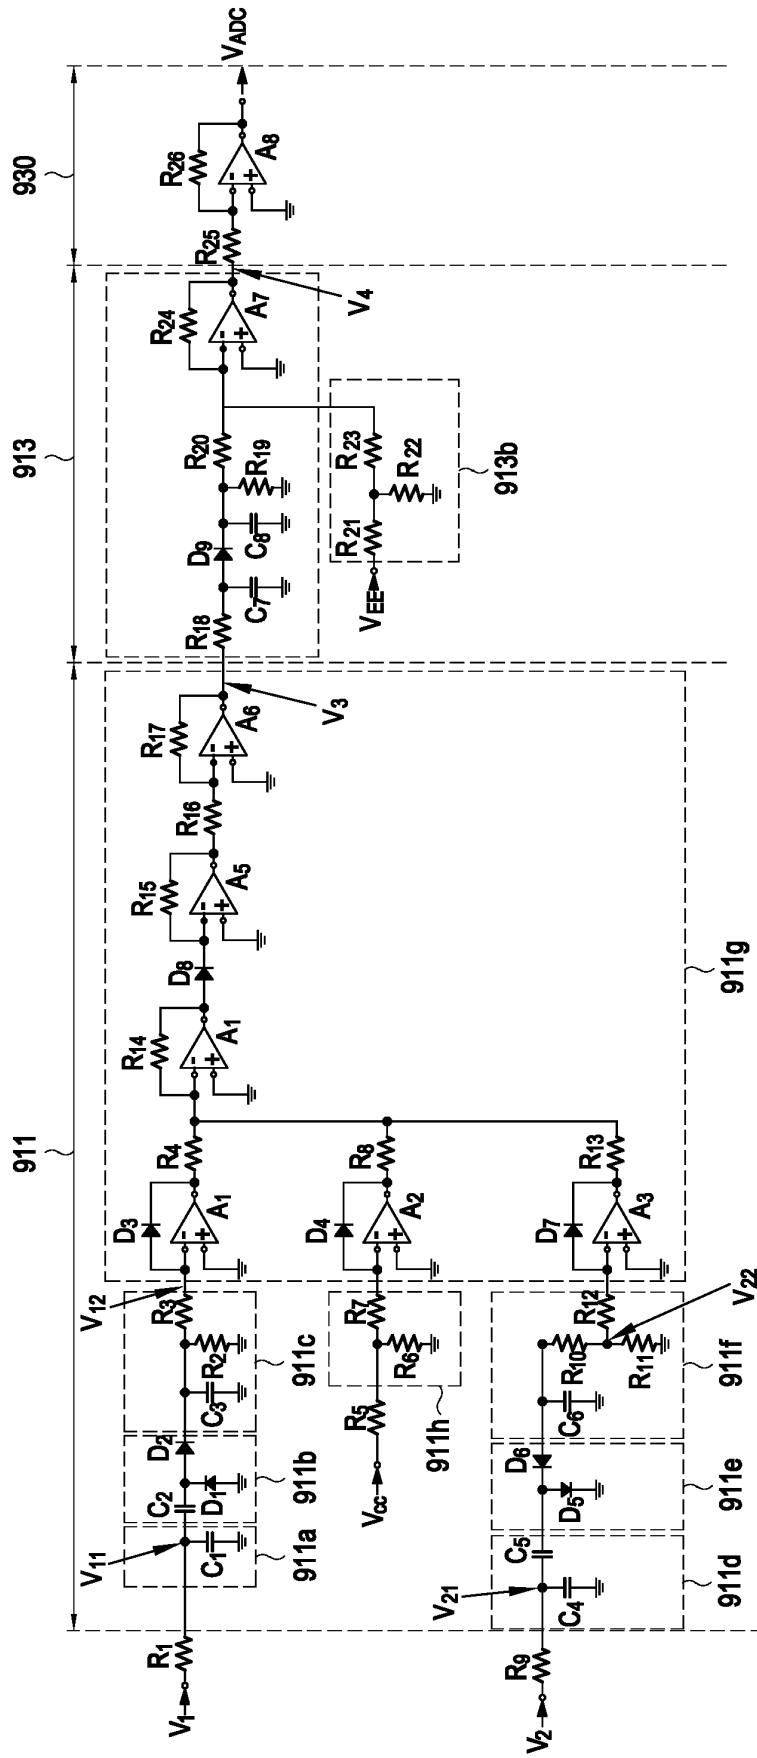 911
913
930
V1
R1
V11
C1
911a
C2
D1
D2
911b
C3
R2
R3
911c
V12
D3
A1
R4
VCC
R5
R6
R7
911h
D4
A2
R8
V2
R9
V21
C4
911d
C5
D5
D6
911e
C6
R10
R11
R12
911f
V22
D7
A3
R13
R14
A1
D8
R15
A5
R16
R17
A6
911g
V3
R18
C7
D9
C8
R19
R20
VEE
R21
R22
R23
913b
R24
A7
V4
R25
R26
A8
VADC